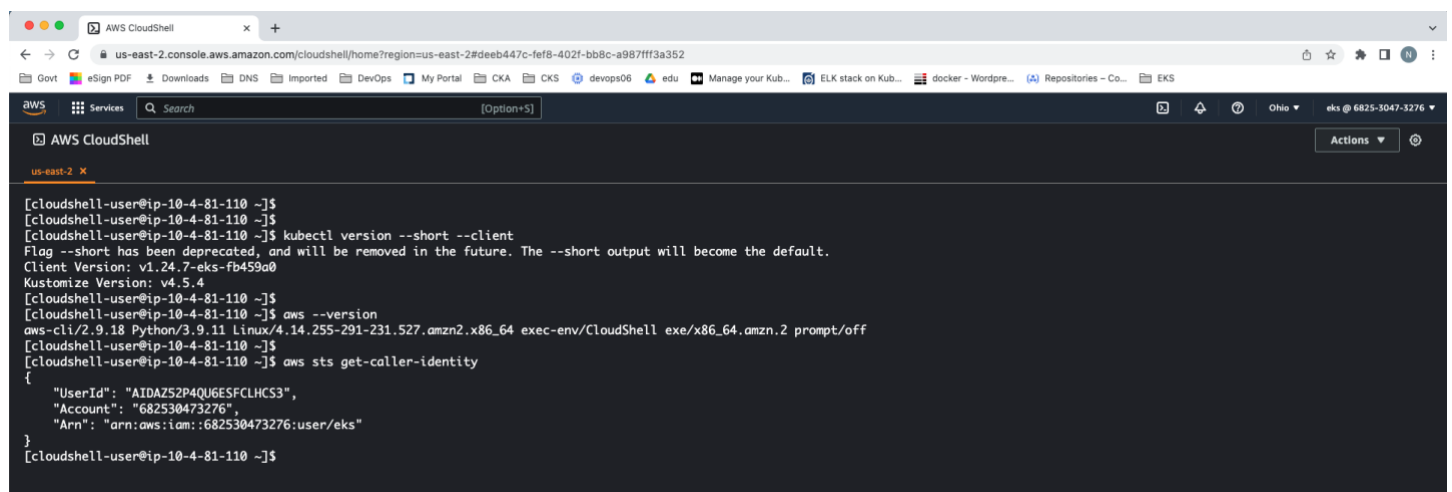 AWS CloudShell
us-east-2.console.aws.amazon.com/cloudshell/home?region=us-east-2#deeb447c-fef8-402f-bb8c-a987fff3a352
Govt eSign PDF Downloads DNS Imported DevOps My Portal CKA CKS devops06 edu Manage your Kub... ELK stack on Kub... docker - Wordpre... Repositories – Co... EKS N
aws Services Search [Option+S] Ohio eks @ 6825-3047-3276
AWS CloudShell Actions
us-east-2
[cloudshell-user@ip-10-4-81-110 ~]$
[cloudshell-user@ip-10-4-81-110 ~]$
[cloudshell-user@ip-10-4-81-110 ~]$ kubectl version --short --client
Flag --short has been deprecated, and will be removed in the future. The --short output will become the default.
Client Version: v1.24.7-eks-fb459a0
Kustomize Version: v4.5.4
[cloudshell-user@ip-10-4-81-110 ~]$
[cloudshell-user@ip-10-4-81-110 ~]$ aws --version
aws-cli/2.9.18 Python/3.9.11 Linux/4.14.255-291-231.527.amzn2.x86_64 exec-env/CloudShell exe/x86_64.amzn.2 prompt/off
[cloudshell-user@ip-10-4-81-110 ~]$
[cloudshell-user@ip-10-4-81-110 ~]$ aws sts get-caller-identity
{
    "UserId": "AIDAZ52P4QU6ESFCLHCS3",
    "Account": "682530473276",
    "Arn": "arn:aws:iam::682530473276:user/eks"
}
[cloudshell-user@ip-10-4-81-110 ~]$